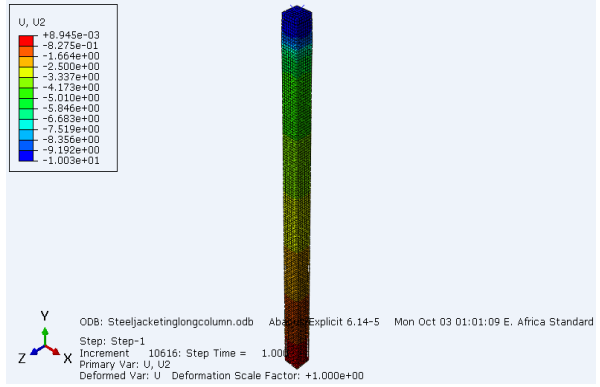 U, U2
+8.945e-03
-8.275e-01
-1.664e+00
-2.500e+00
-3.337e+00
-4.173e+00
-5.010e+00
-5.846e+00
-6.683e+00
-7.519e+00
-8.356e+00
-9.192e+00
-1.003e+01
Y
Z
X
ODB: Steeljacketinglongcolumn.odb Abaqus/Explicit 6.14-5 Mon Oct 03 01:01:09 E. Africa Standard
Step: Step-1
Increment 10616: Step Time = 1.00
Primary Var: U, U2
Deformed Var: U Deformation Scale Factor: +1.000e+00